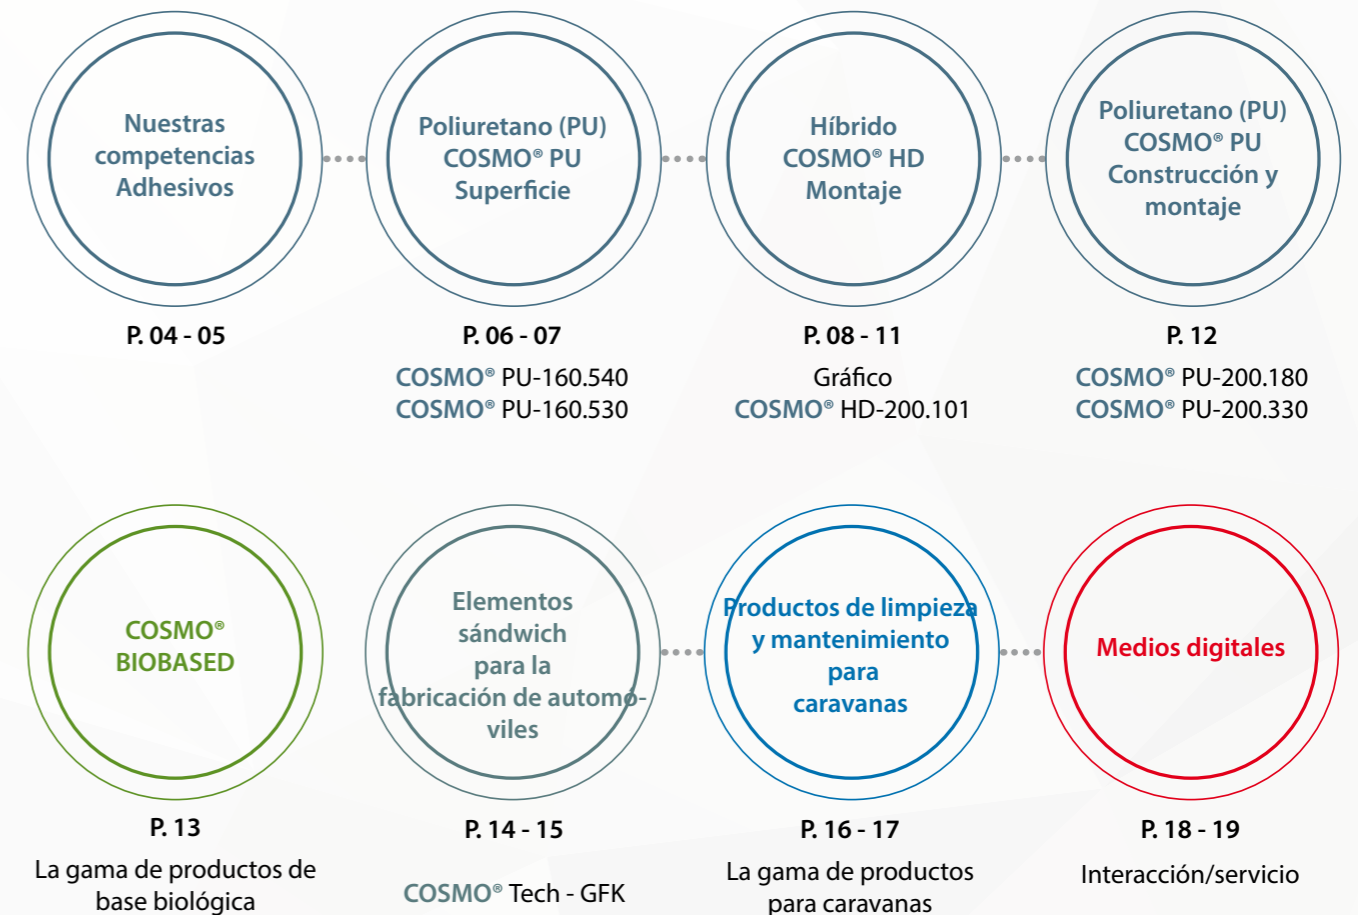 Nuestras
competencias
Adhesivos
P. 04 - 05
Poliuretano (PU)
COSMO® PU
Superficie
P. 06 - 07
COSMO® PU-160.540
COSMO® PU-160.530
Híbrido
COSMO® HD
Montaje
P. 08 - 11
Gráfico
COSMO® HD-200.101
Poliuretano (PU)
COSMO® PU
Construcción y
montaje
P. 12
COSMO® PU-200.180
COSMO® PU-200.330
COSMO®
BIOBASED
P. 13
La gama de productos de
base biológica
Elementos
sándwich
para la
fabricación de automó-
viles
P. 14 - 15
COSMO® Tech - GFK
Productos de limpieza
y mantenimiento
para
caravanas
P. 16 - 17
La gama de productos
para caravanas
Medios digitales
P. 18 - 19
Interacción/servicio